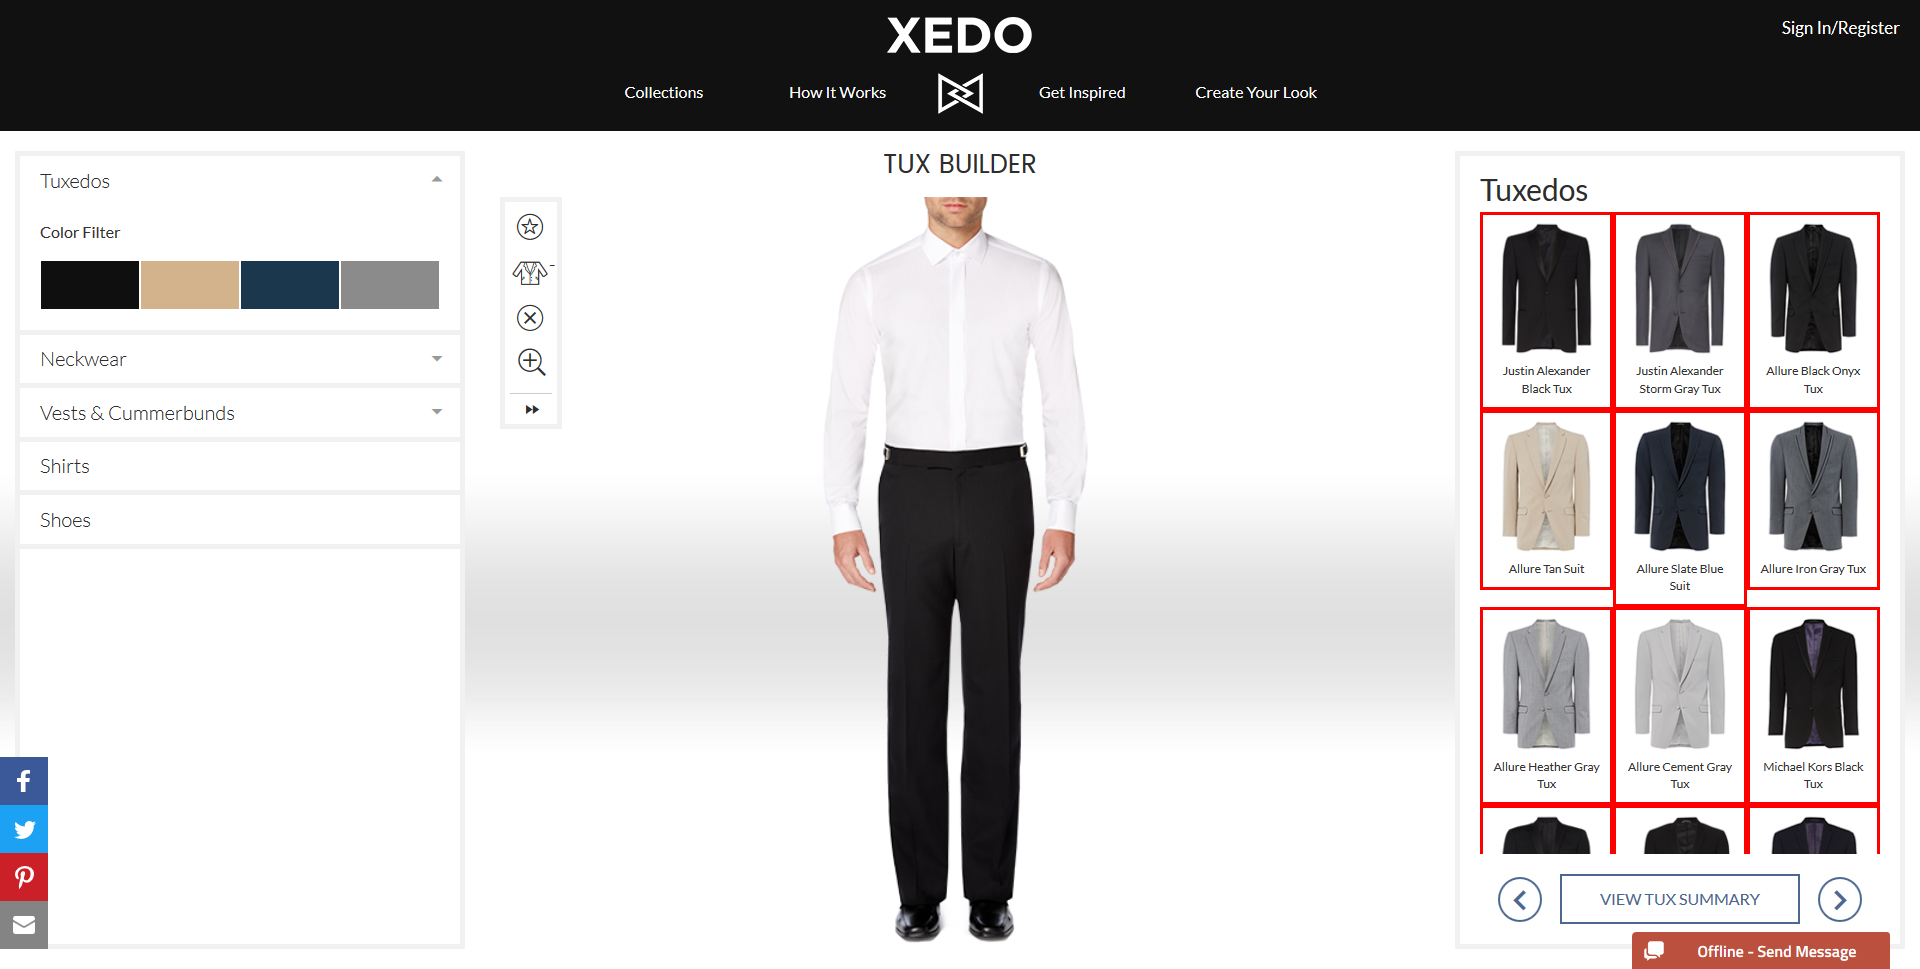 XEDO
Sign In/Register
Collections
How It Works
Get Inspired
Create Your Look
TUX BUILDER
Tuxedos
Color Filter
Neckwear
Vests & Cummerbunds
Shirts
Shoes
Tuxedos
Justin Alexander
Black Tux
Justin Alexander
Storm Gray Tux
Allure Black Onyx
Tux
Allure Tan Suit
Allure Slate Blue
Suit
Allure Iron Gray Tux
Allure Heather Gray
Tux
Allure Cement Gray
Tux
Michael Kors Black
Tux
VIEW TUX SUMMARY
Offline - Send Message